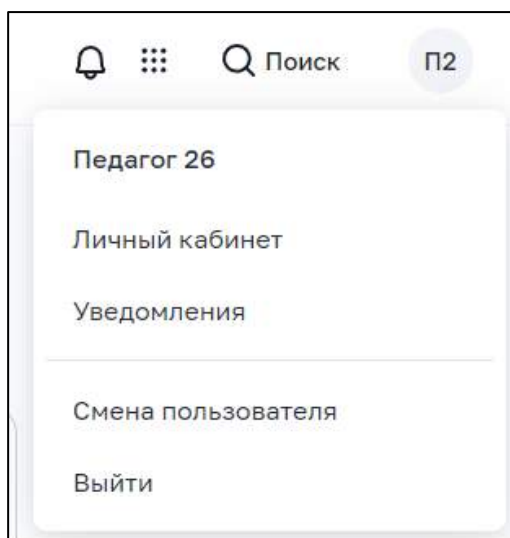 Поиск П2
Педагог 26
Личный кабинет
Уведомления
Смена пользователя
Выйти